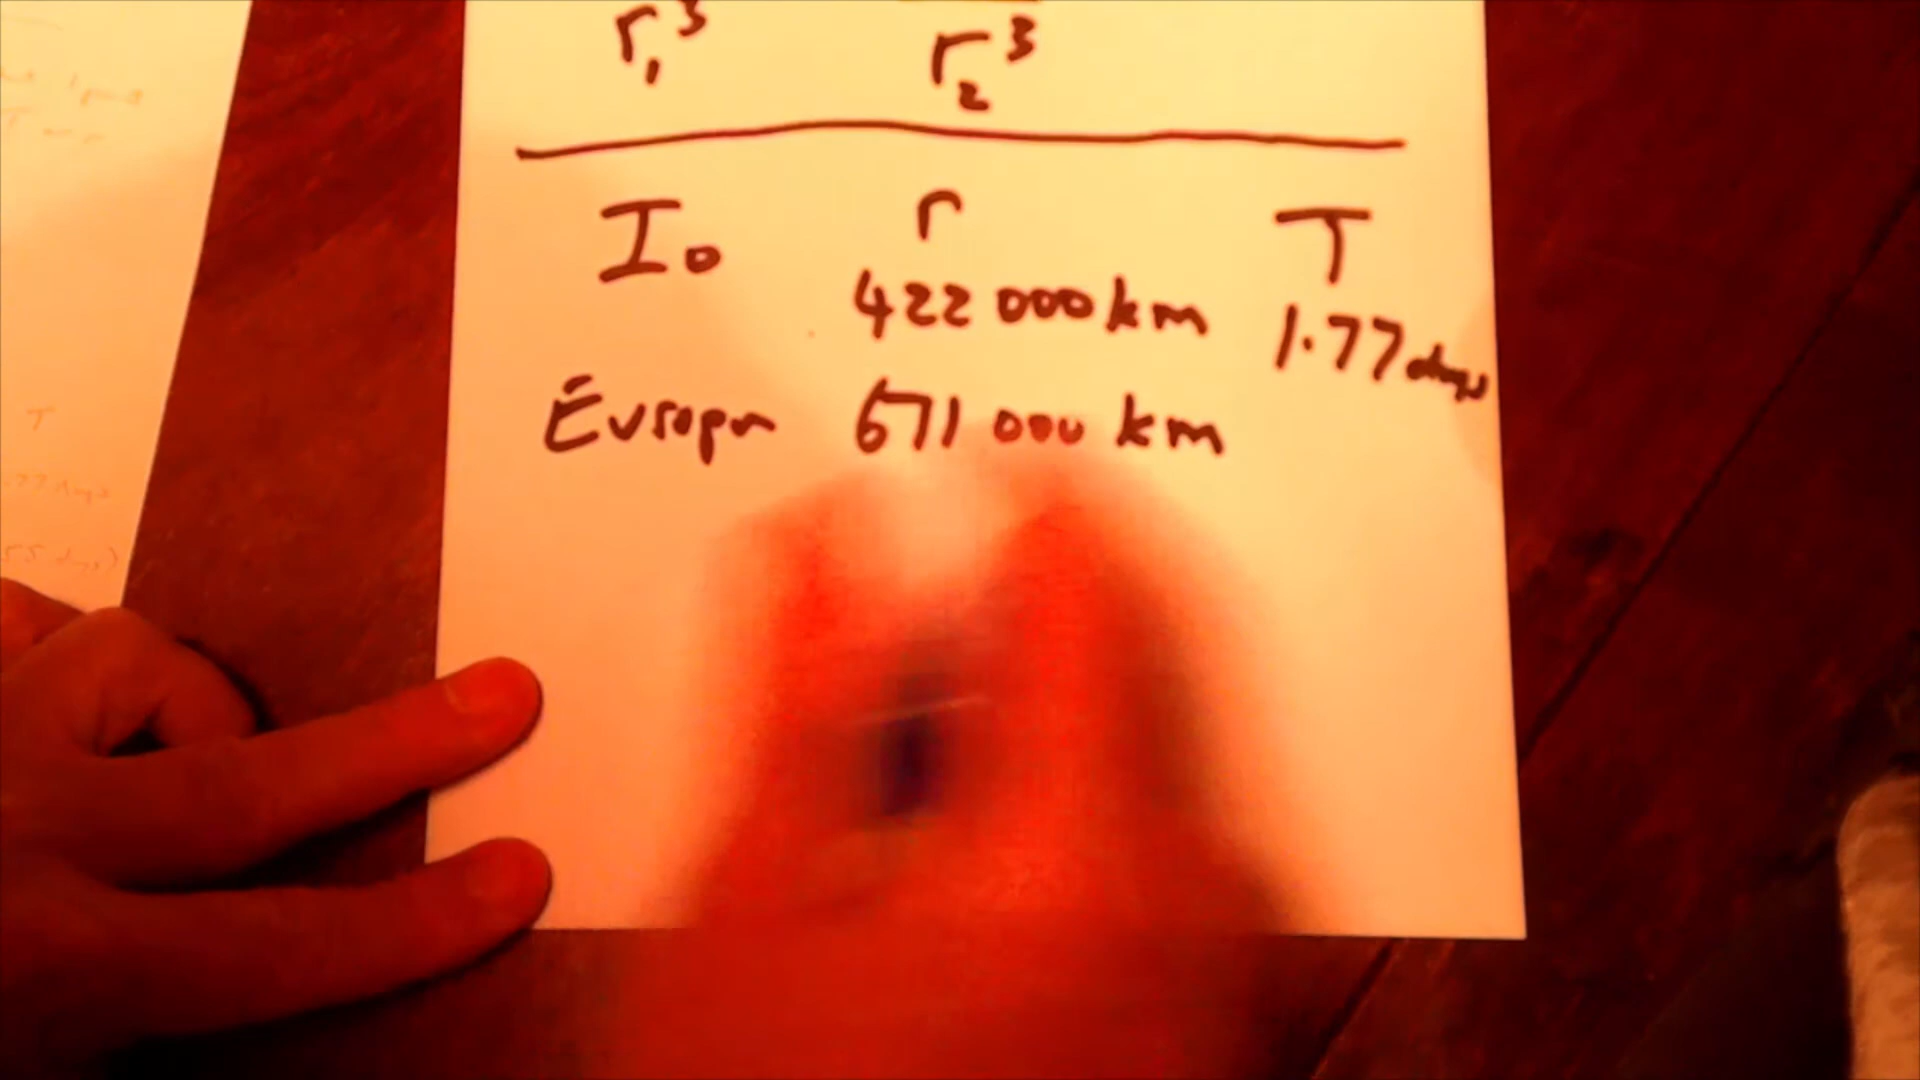 r₁³ r₂³
Io r T
422 000 km 1.77 days
Europa 671 000 km
T